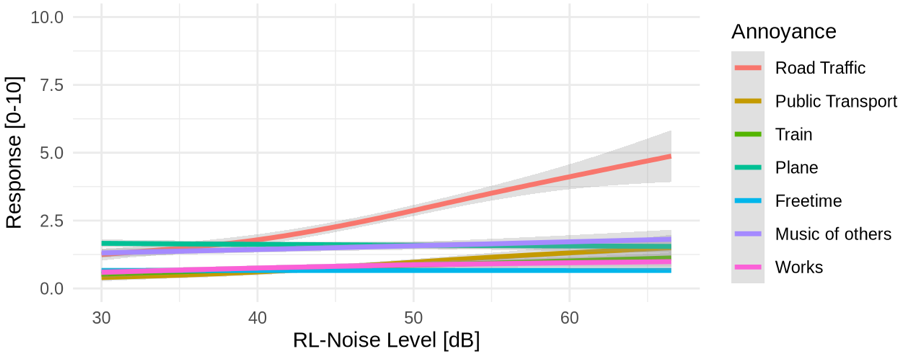 10.0
7.5
5.0
2.5
0.0
Response [0-10]
30 40 50 60
RL-Noise Level [dB]
Annoyance
Road Traffic
Public Transport
Train
Plane
Freetime
Music of others
Works